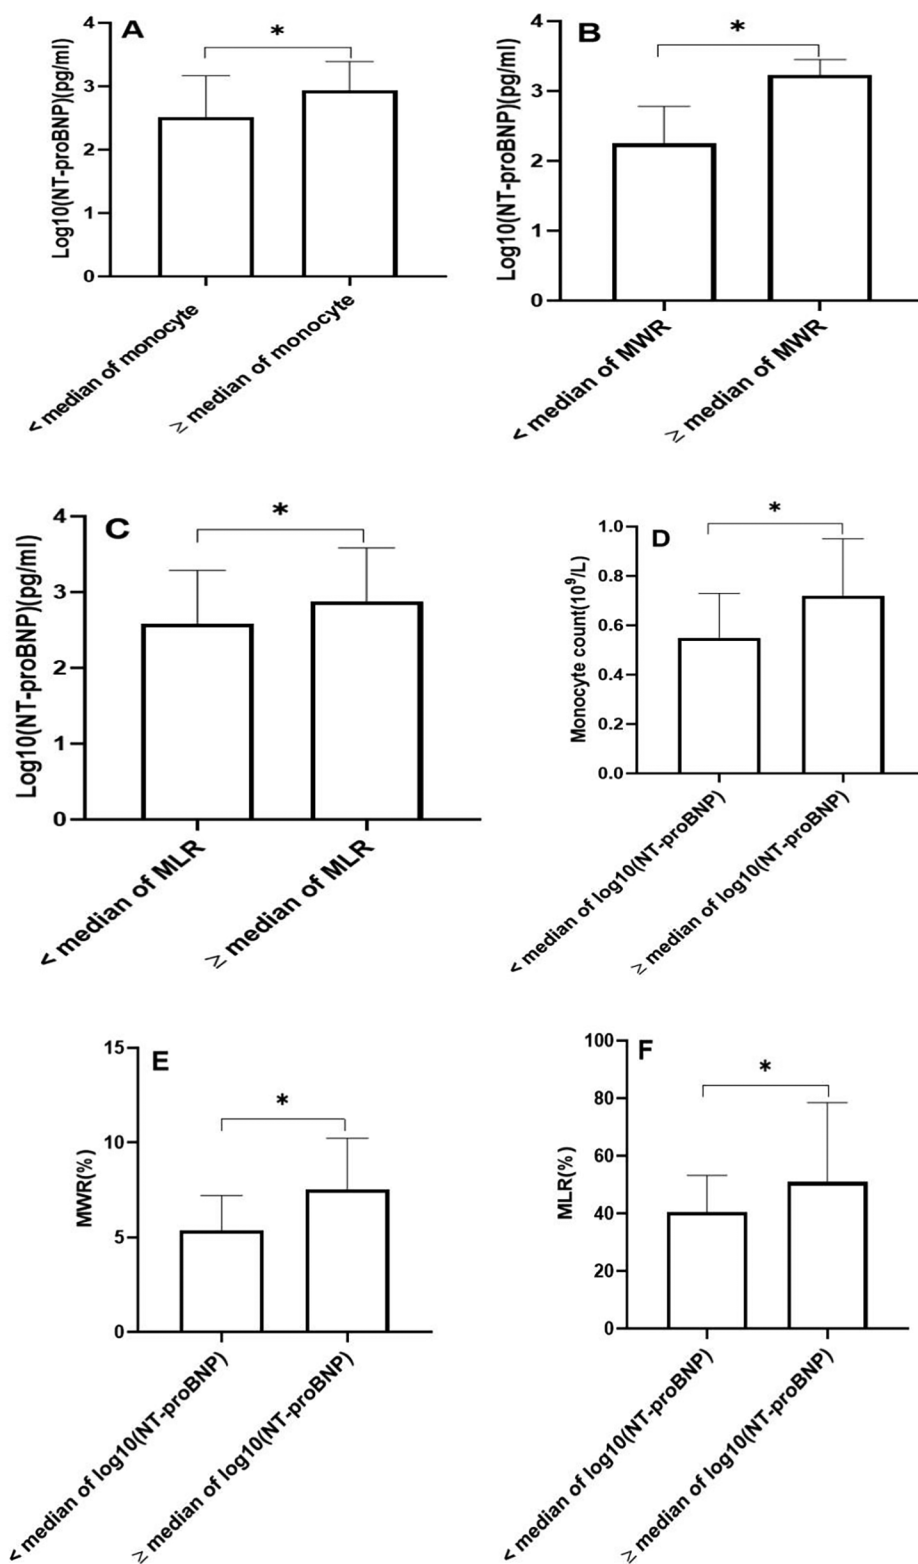 A
*
Log10(NT-proBNP)(pg/ml)
4
3
2
1
0
< median of monocyte
≥ median of monocyte
B
*
Log10(NT-proBNP)(pg/ml)
4
3
2
1
0
< median of MWR
≥ median of MWR
C
*
Log10(NT-proBNP)(pg/ml)
4
3
2
1
0
< median of MLR
≥ median of MLR
D
*
Monocyte count(10⁹/L)
1.0
0.8
0.6
0.4
0.2
0.0
< median of log10(NT-proBNP)
≥ median of log10(NT-proBNP)
E
*
MWR(%)
15
10
5
0
< median of log10(NT-proBNP)
≥ median of log10(NT-proBNP)
F
*
MLR(%)
100
80
60
40
20
0
< median of log10(NT-proBNP)
≥ median of log10(NT-proBNP)